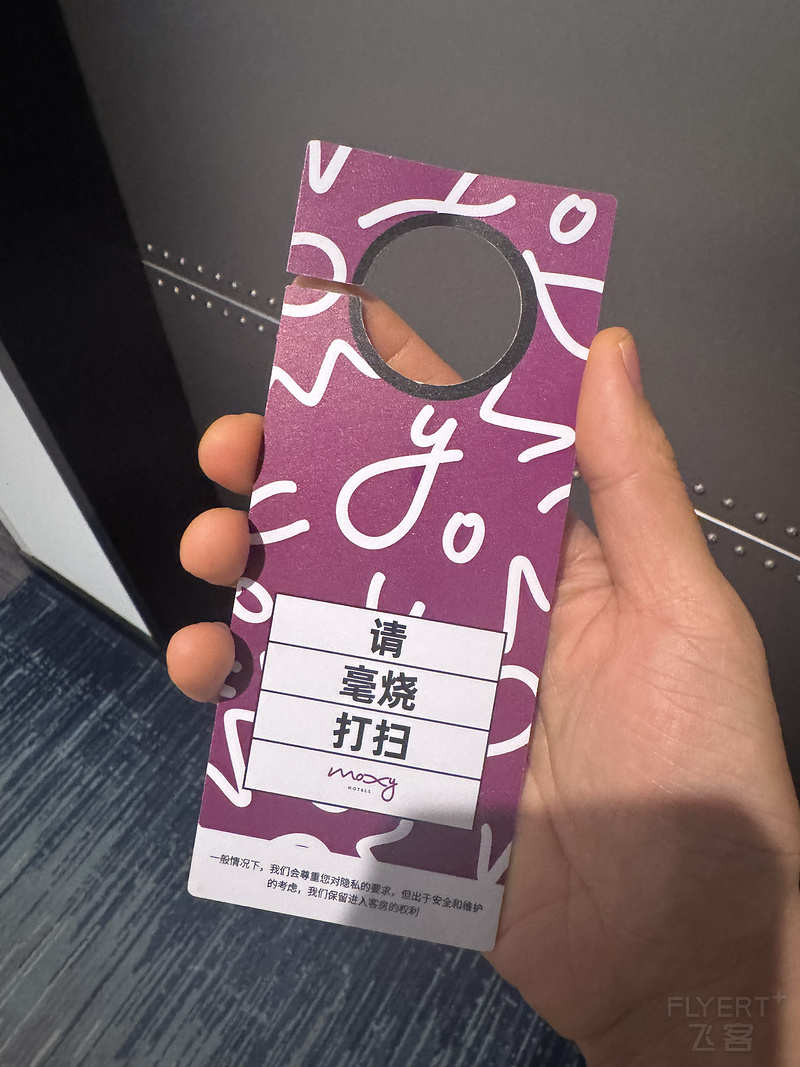 y
y o
请
毫烧
打扫
moxy
HOTELS
一般情况下，我们会尊重您对隐私的要求，但出于安全和维护
的考虑，我们保留进入客房的权利
FLYERT+
飞客